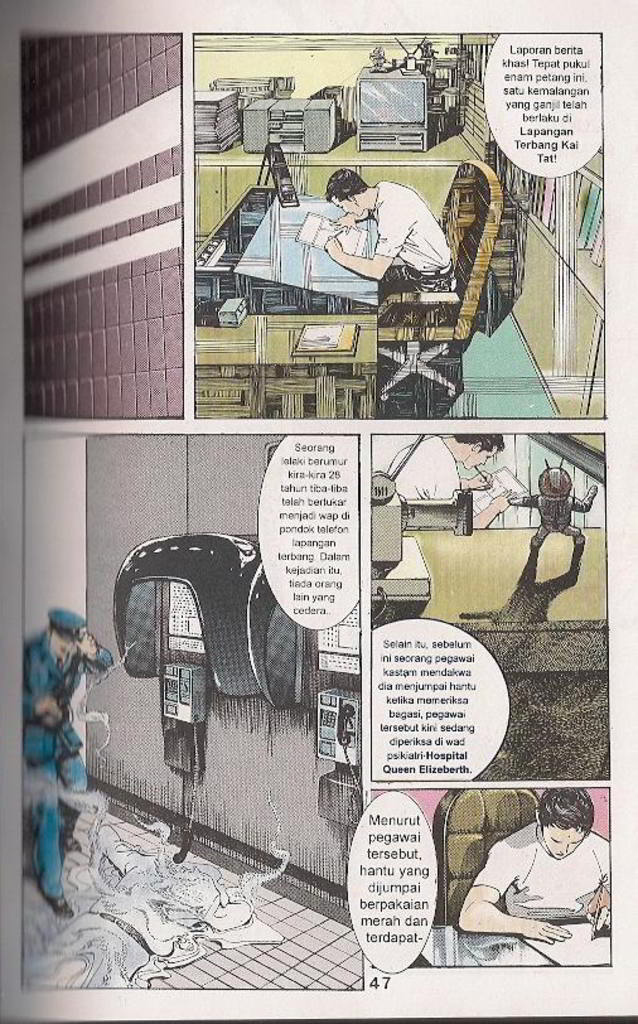 Laporan berita
khas! Tepat pukul
enam petang ini,
satu kemalangan
yang ganjil telah
berlaku di
Lapangan
Terbang Kai
Tat!
Seorang
lelaki berumur
kira-kira 28
tahun tiba-tiba
telah bertukar
menjadi wap di
pondok telefon
lapangan
terbang. Dalam
kejadian itu,
tiada orang
lain yang
cedera..
Selain itu, sebelum
ini seorang pegawai
kastam mendakwa
dia menjumpai hantu
ketika memeriksa
bagasi, pegawai
tersebut kini sedang
diperiksa di wad
psikiatri-Hospital
Queen Elizeberth.
Menurut
pegawai
tersebut,
hantu yang
dijumpai
berpakaian
merah dan
terdapat-
47